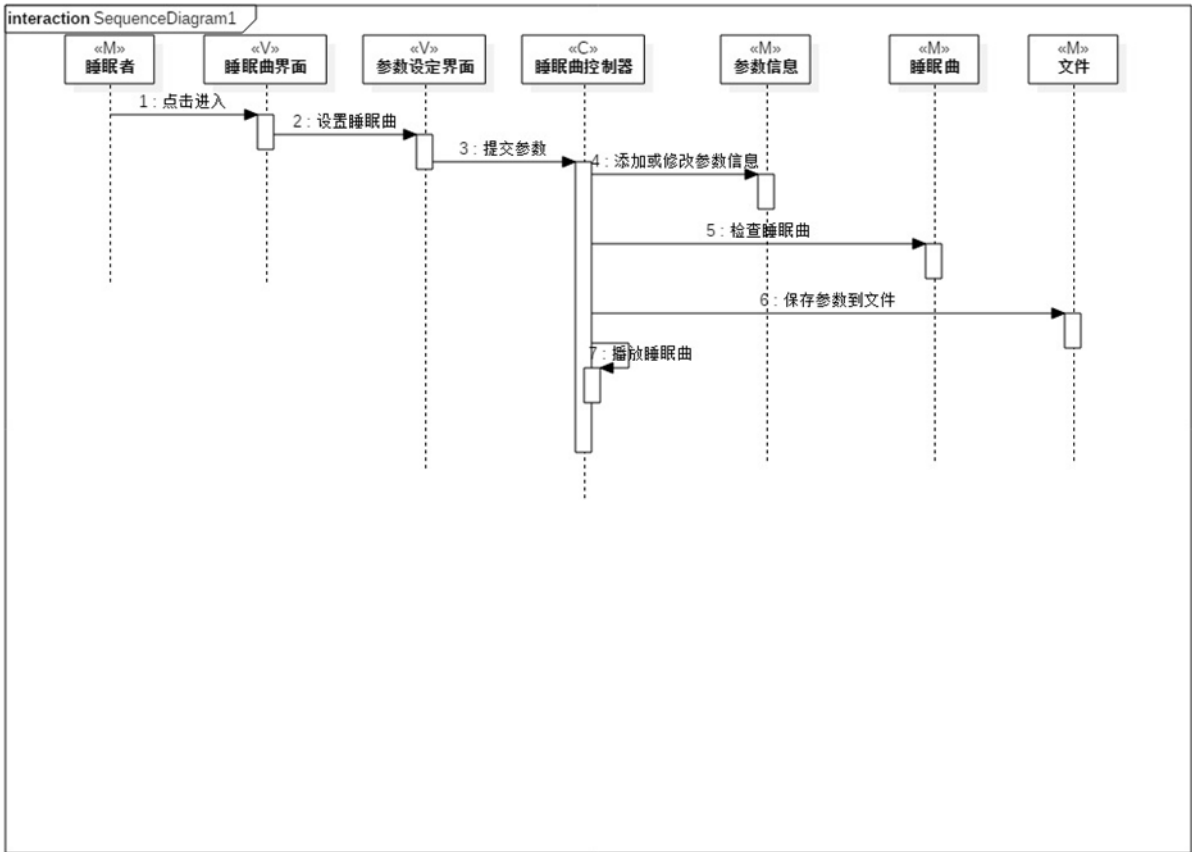 interaction SequenceDiagram1
«M»
睡眠者
«V»
睡眠曲界面
«V»
参数设定界面
«C»
睡眠曲控制器
«M»
参数信息
«M»
睡眠曲
«M»
文件
1 : 点击进入
2 : 设置睡眠曲
3 : 提交参数
4 : 添加或修改参数信息
5 : 检查睡眠曲
6 : 保存参数到文件
7 : 播放睡眠曲